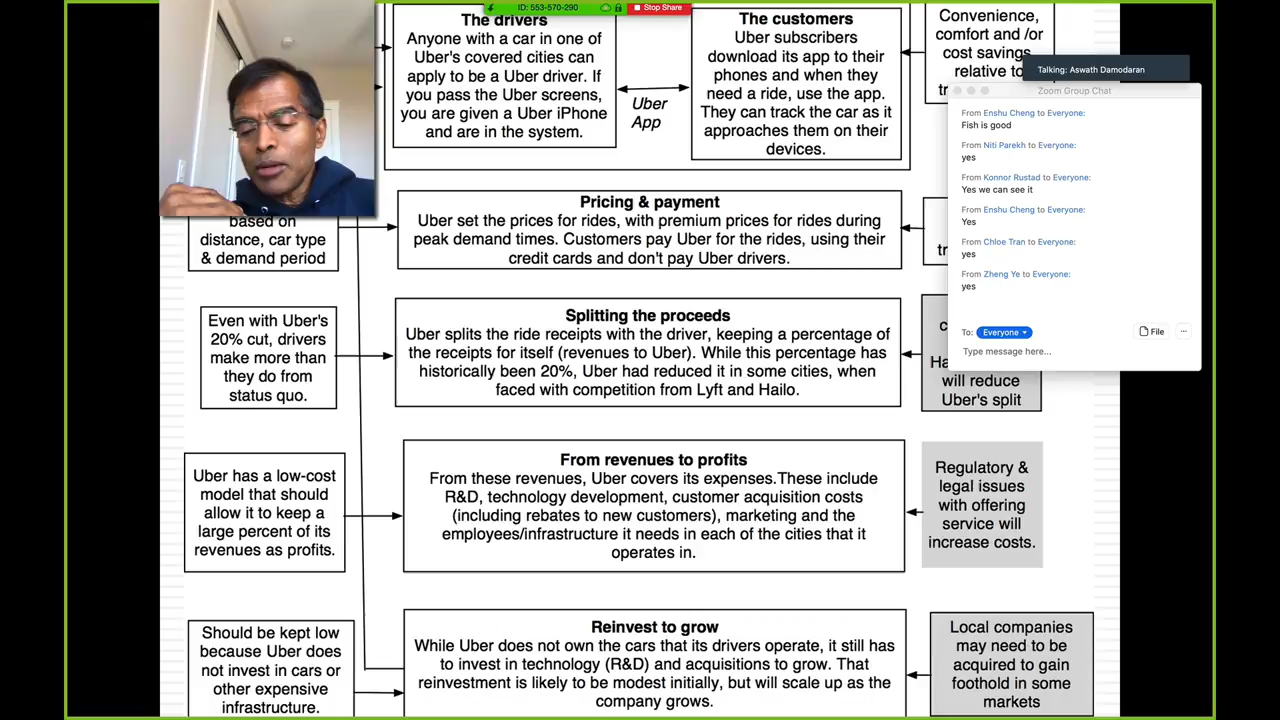 ID: 553-570-290
Stop Share
The drivers
Anyone with a car in one of
Uber's covered cities can
apply to be a Uber driver. If
you pass the Uber screens,
you are given a Uber iPhone
and are in the system.
Uber
App
The customers
Uber subscribers
download its app to their
phones and when they
need a ride, use the app.
They can track the car as it
approaches them on their
devices.
Convenience,
comfort and /or
cost savings
relative to
Talking: Aswath Damodaran
Zoom Group Chat
From Enshu Cheng to Everyone:
Fish is good
From Niti Parekh to Everyone:
yes
From Konnor Rustad to Everyone:
Yes we can see it
From Enshu Cheng to Everyone:
Yes
From Chloe Tran to Everyone:
yes
From Zheng Ye to Everyone:
yes
To: Everyone
File
Type message here...
based on
distance, car type
& demand period
Pricing & payment
Uber set the prices for rides, with premium prices for rides during
peak demand times. Customers pay Uber for the rides, using their
credit cards and don't pay Uber drivers.
Even with Uber's
20% cut, drivers
make more than
they do from
status quo.
Splitting the proceeds
Uber splits the ride receipts with the driver, keeping a percentage of
the receipts for itself (revenues to Uber). While this percentage has
historically been 20%, Uber had reduced it in some cities, when
faced with competition from Lyft and Hailo.
will reduce
Uber's split
Uber has a low-cost
model that should
allow it to keep a
large percent of its
revenues as profits.
From revenues to profits
From these revenues, Uber covers its expenses.These include
R&D, technology development, customer acquisition costs
(including rebates to new customers), marketing and the
employees/infrastructure it needs in each of the cities that it
operates in.
Regulatory &
legal issues
with offering
service will
increase costs.
Should be kept low
because Uber does
not invest in cars or
other expensive
infrastructure.
Reinvest to grow
While Uber does not own the cars that its drivers operate, it still has
to invest in technology (R&D) and acquisitions to grow. That
reinvestment is likely to be modest initially, but will scale up as the
company grows.
Local companies
may need to be
acquired to gain
foothold in some
markets